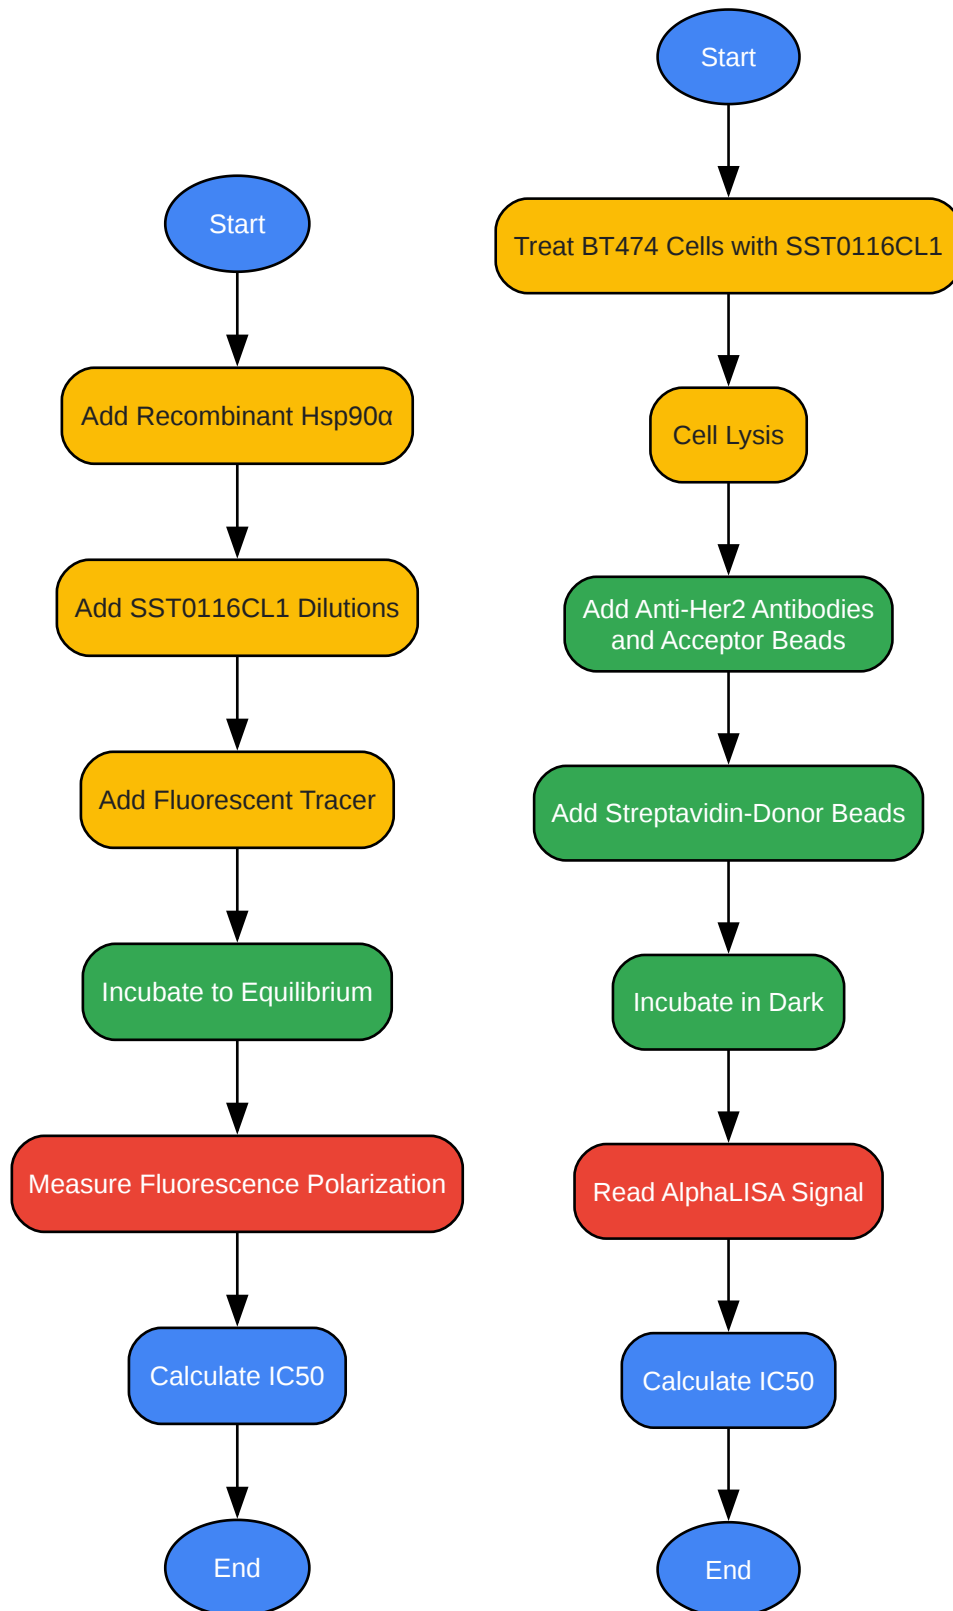 Start
Add Recombinant Hsp90α
Add SST0116CL1 Dilutions
Add Fluorescent Tracer
Incubate to Equilibrium
Measure Fluorescence Polarization
Calculate IC50
End
Start
Treat BT474 Cells with SST0116CL1
Cell Lysis
Add Anti-Her2 Antibodies
and Acceptor Beads
Add Streptavidin-Donor Beads
Incubate in Dark
Read AlphaLISA Signal
Calculate IC50
End